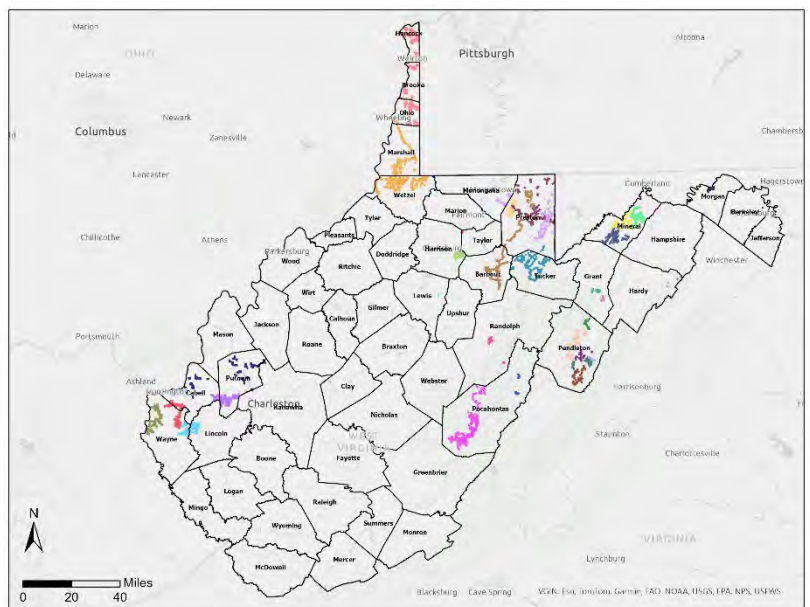 Marion
Altoona
Hancock
OHIO
Weirton
Pittsburgh
Delaware
Brooke
Newark
Ohio
Columbus
Zanesville
Wheeling
Chambersb
Lancaster
Marshall
Cumberland
Hagerstown
Wetzel
Monongalia
Morgan
Tyler
Marion
Preston
Berkeley
Pleasants
Taylor
Mineral
Jefferson
Chillicothe
Athens
Parkersburg
Doddridge
Harrison
Hampshire
Wood
Ritchie
Barbour
Tucker
Winchester
Grant
Wirt
Lewis
Hardy
Calhoun
Gilmer
Upshur
Mason
Jackson
Randolph
Portsmouth
Roane
Braxton
Pendleton
Ashland
Putnam
Webster
Harrisonburg
Huntington
Cabell
Clay
Charleston
Kanawha
Pocahontas
Nicholas
Wayne
Lincoln
WEST
VIRGINIA
Staunton
Boone
Fayette
Charlottesville
Greenbrier
Logan
Raleigh
Mingo
N
Wyoming
Summers
Monroe
VIRGINIA
McDowell
Mercer
Lynchburg
Miles
0 20 40
Blacksburg
Cave Spring
VGIN, Esri, TomTom, Garmin, FAO, NOAA, USGS, EPA, NPS, USFWS